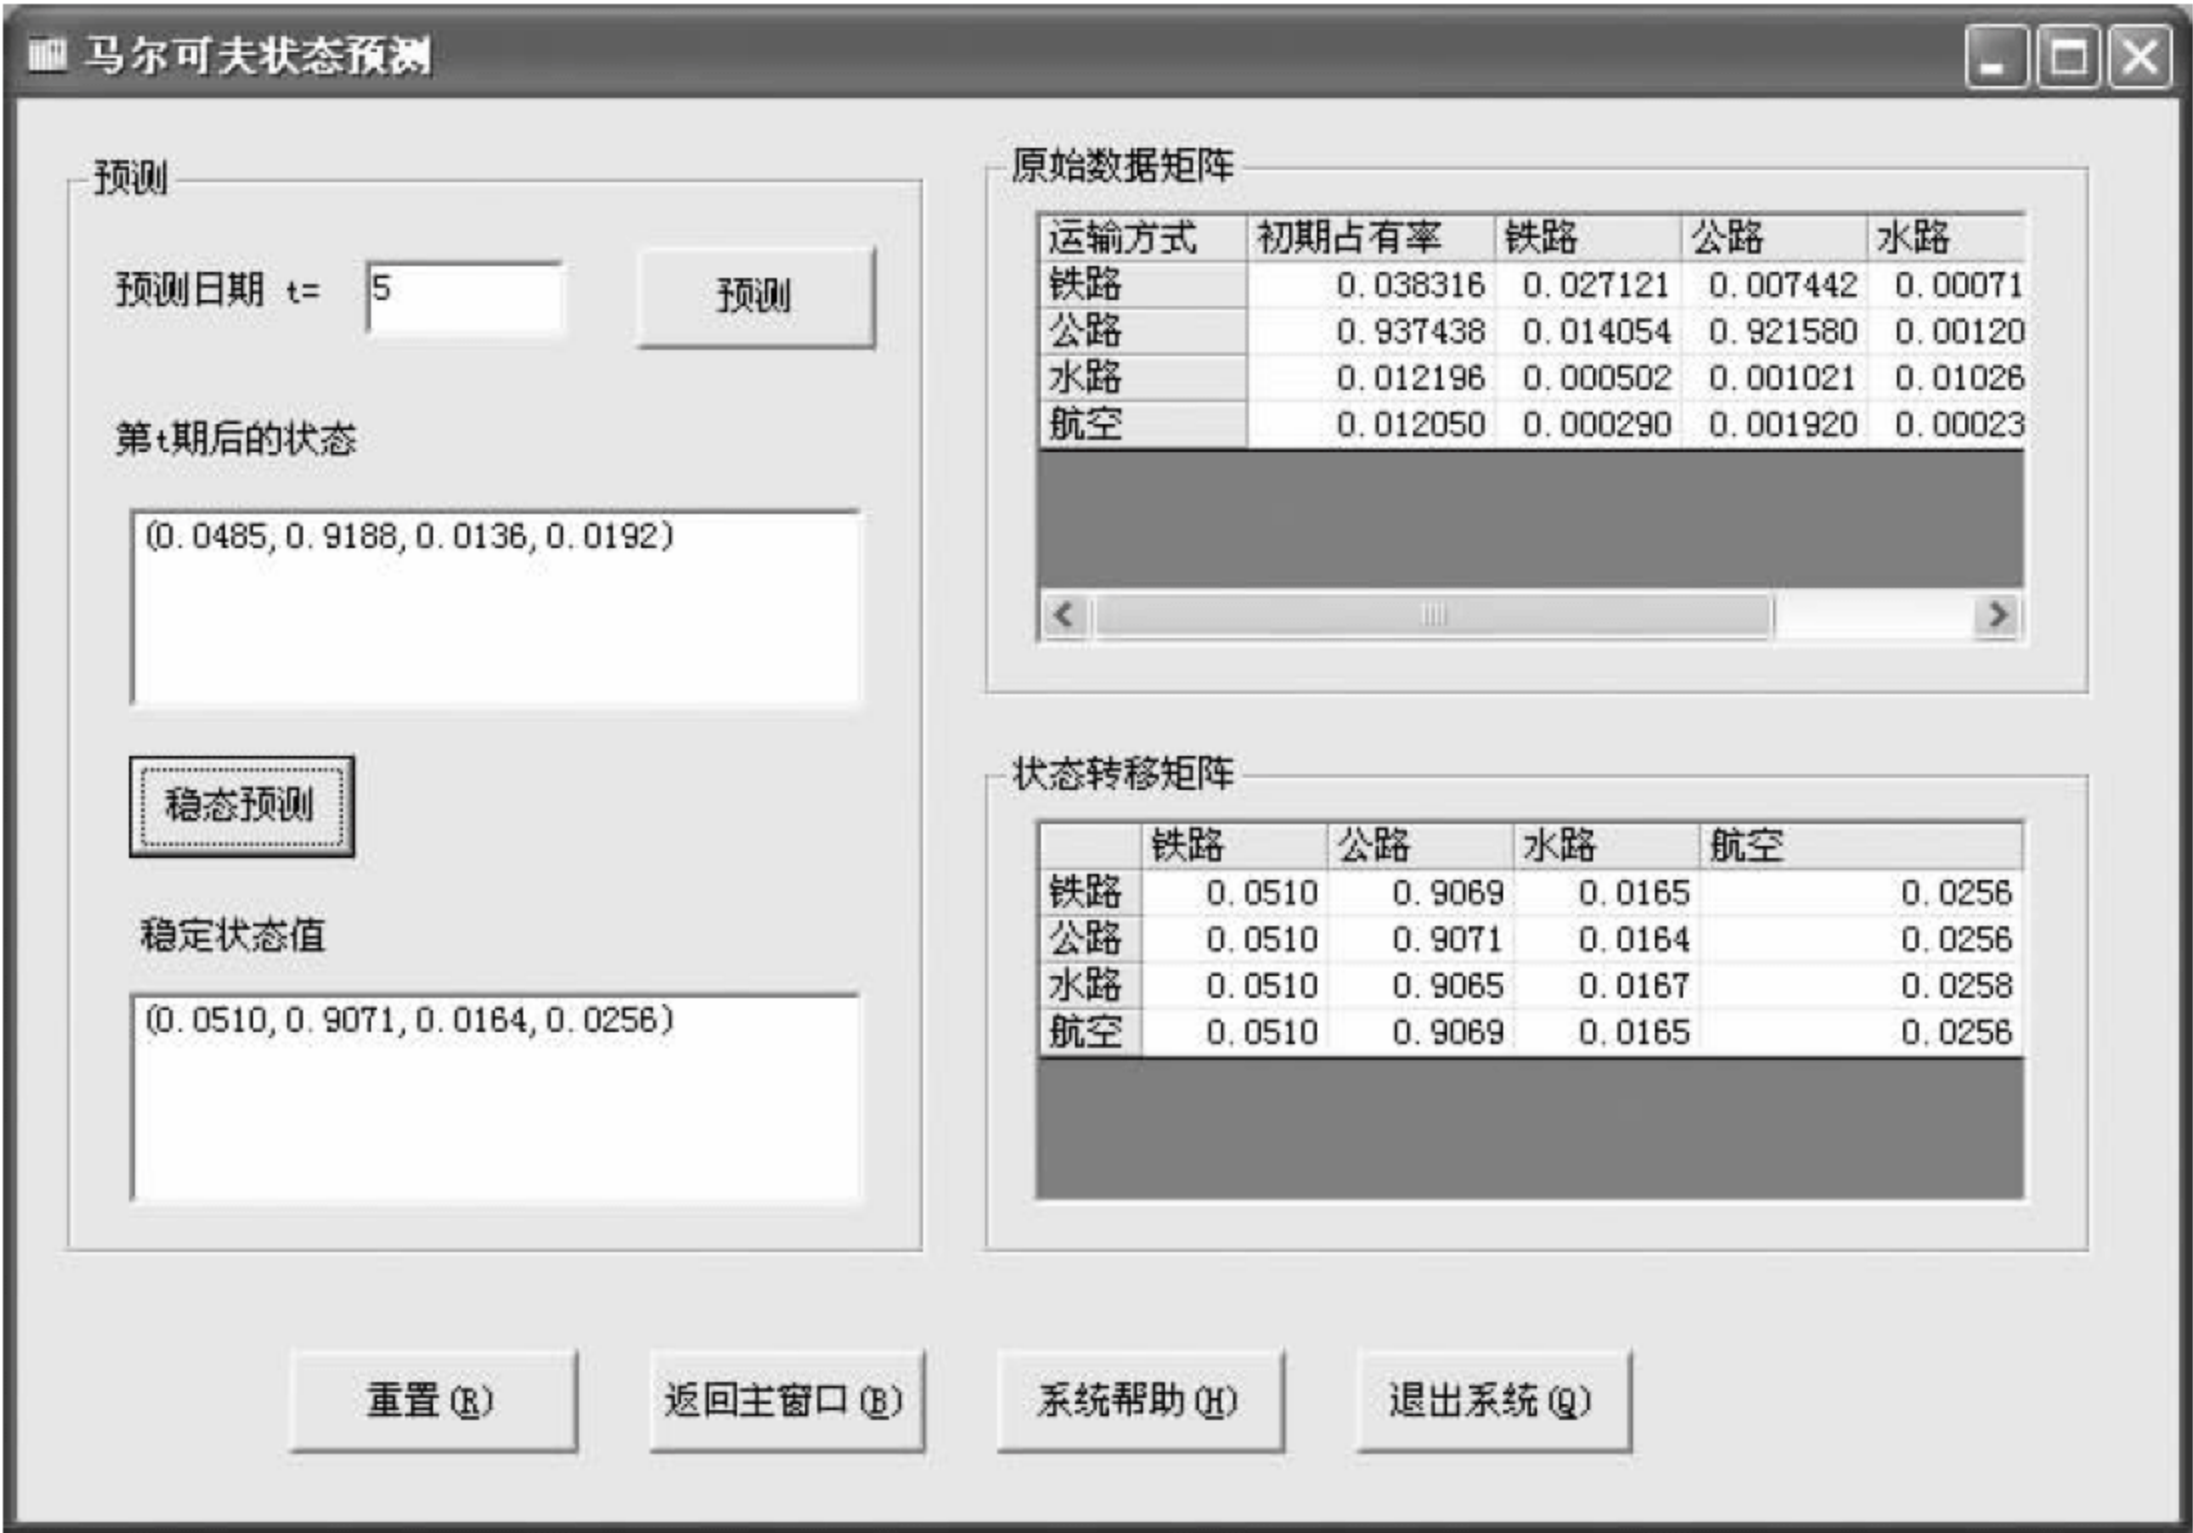 马尔可夫状态预测
预测
预测日期 t= 5 预测
第t期后的状态
(0.0485,0.9188,0.0136,0.0192)
稳态预测
稳定状态值
(0.0510,0.9071,0.0164,0.0256)
原始数据矩阵
运输方式 初期占有率 铁路 公路 水路
铁路 0.038316 0.027121 0.007442 0.00071
公路 0.937438 0.014054 0.921580 0.00120
水路 0.012196 0.000502 0.001021 0.01026
航空 0.012050 0.000290 0.001920 0.00023
状态转移矩阵
铁路 公路 水路 航空
铁路 0.0510 0.9069 0.0165 0.0256
公路 0.0510 0.9071 0.0164 0.0256
水路 0.0510 0.9065 0.0167 0.0258
航空 0.0510 0.9069 0.0165 0.0256
重置(R) 返回主窗口(B) 系统帮助(H) 退出系统(Q)